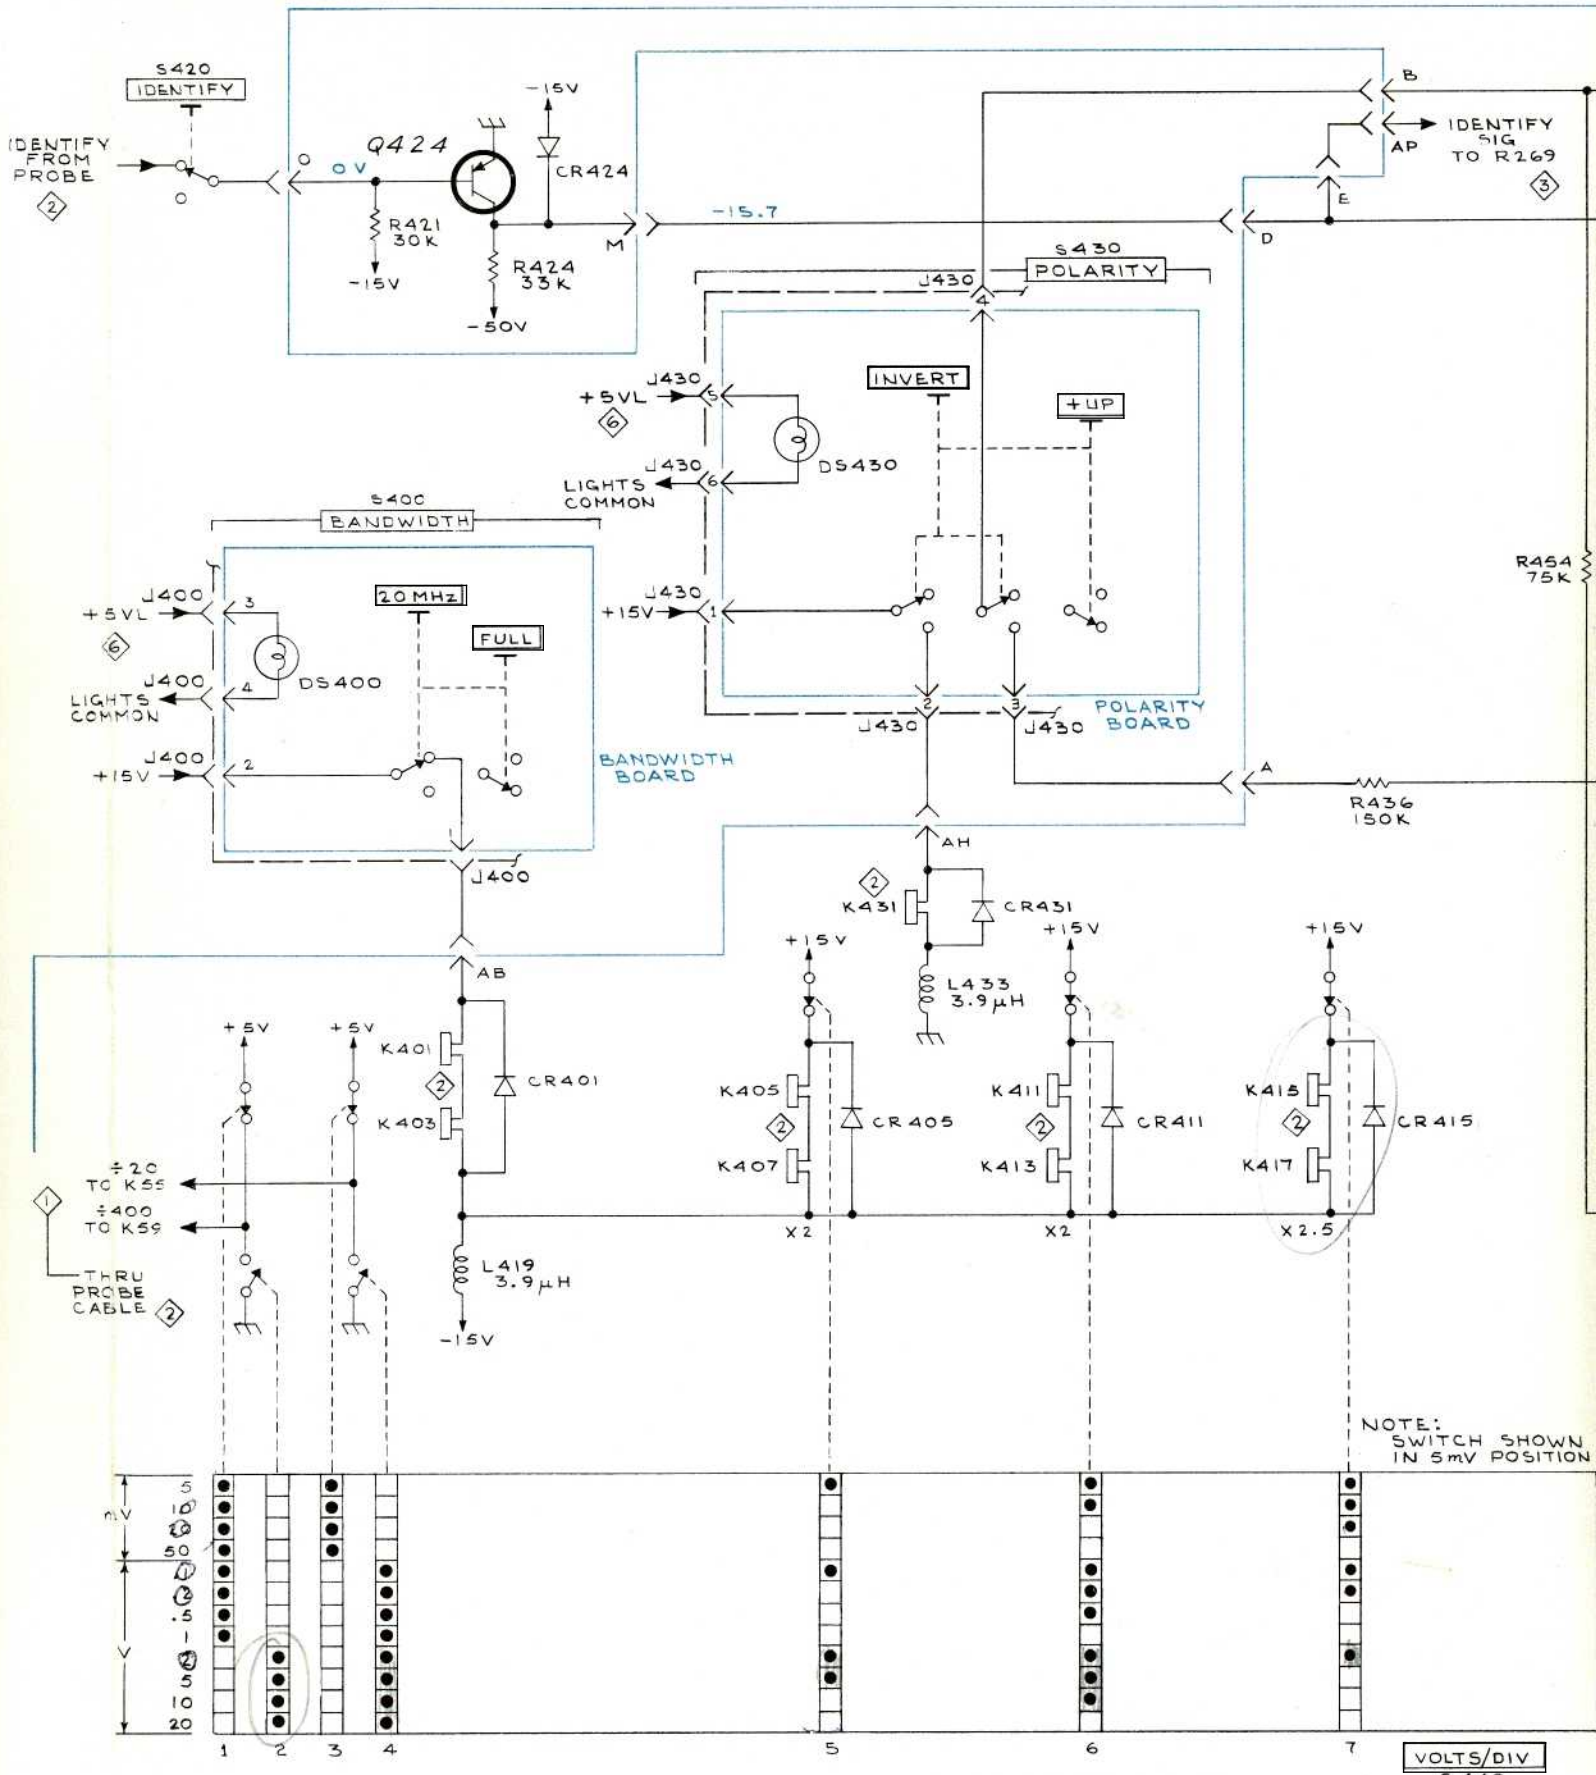 S420
IDENTIFY
IDENTIFY
FROM
PROBE
2
O
0 V
Q424
-15V
CR424
R421
30K
-15V
R424
33K
-50V
M
-15.7
D
E
B
AP
IDENTIFY
SIG
TO R269
3
S430
POLARITY
J430
4
+5VL
6
J430
5
DS430
LIGHTS
COMMON
J430
6
INVERT
+UP
+15V
J430
1
2
3
J430
J430
POLARITY
BOARD
R454
75K
A
R436
150K
S400
BANDWIDTH
J400
3
+5VL
6
DS400
J400
4
LIGHTS
COMMON
J400
2
+15V
20 MHz
FULL
BANDWIDTH
BOARD
1
J400
AH
2
K431
CR431
L433
3.9µH
AB
K401
2
K403
CR401
+5V
+5V
÷20
TO K55
÷400
TO K59
1
THRU
PROBE
CABLE
2
L419
3.9µH
-15V
+15V
K405
2
K407
CR405
X2
+15V
K411
2
K413
CR411
X2
+15V
K415
2
K417
CR415
X2.5
NOTE:
SWITCH SHOWN
IN 5mV POSITION
mV
5
10
20
50
V
.1
.2
.5
1
2
5
10
20
1 2 3 4 5 6 7
VOLTS/DIV